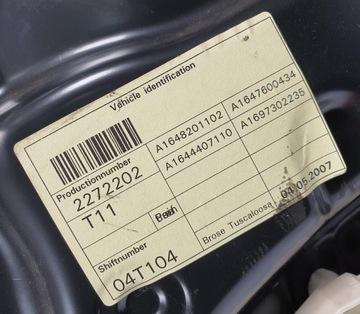 Vehicle identification
Productionnumber
2272202
A1648201102 A1647600434
A1644407110 A1697302235
T11
Shiftnumber
04T104
Brose Tuscaloosa
04.05.2007